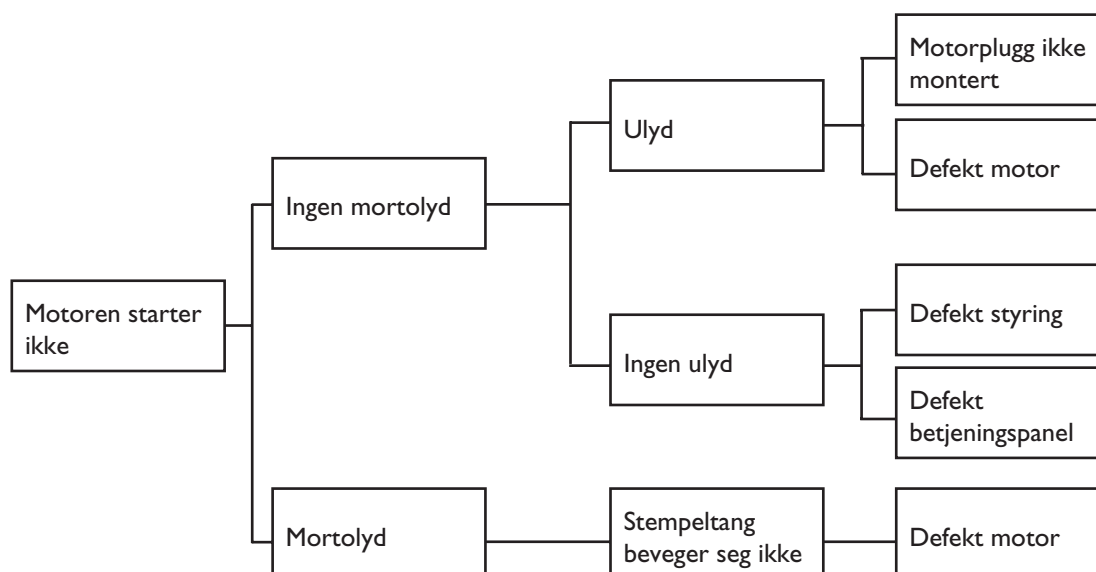 Motorplugg ikke
montert
Ulyd
Defekt motor
Ingen mortolyd
Motoren starter
ikke
Defekt styring
Ingen ulyd
Defekt
betjeningspanel
Mortolyd
Stempeltang
beveger seg ikke
Defekt motor